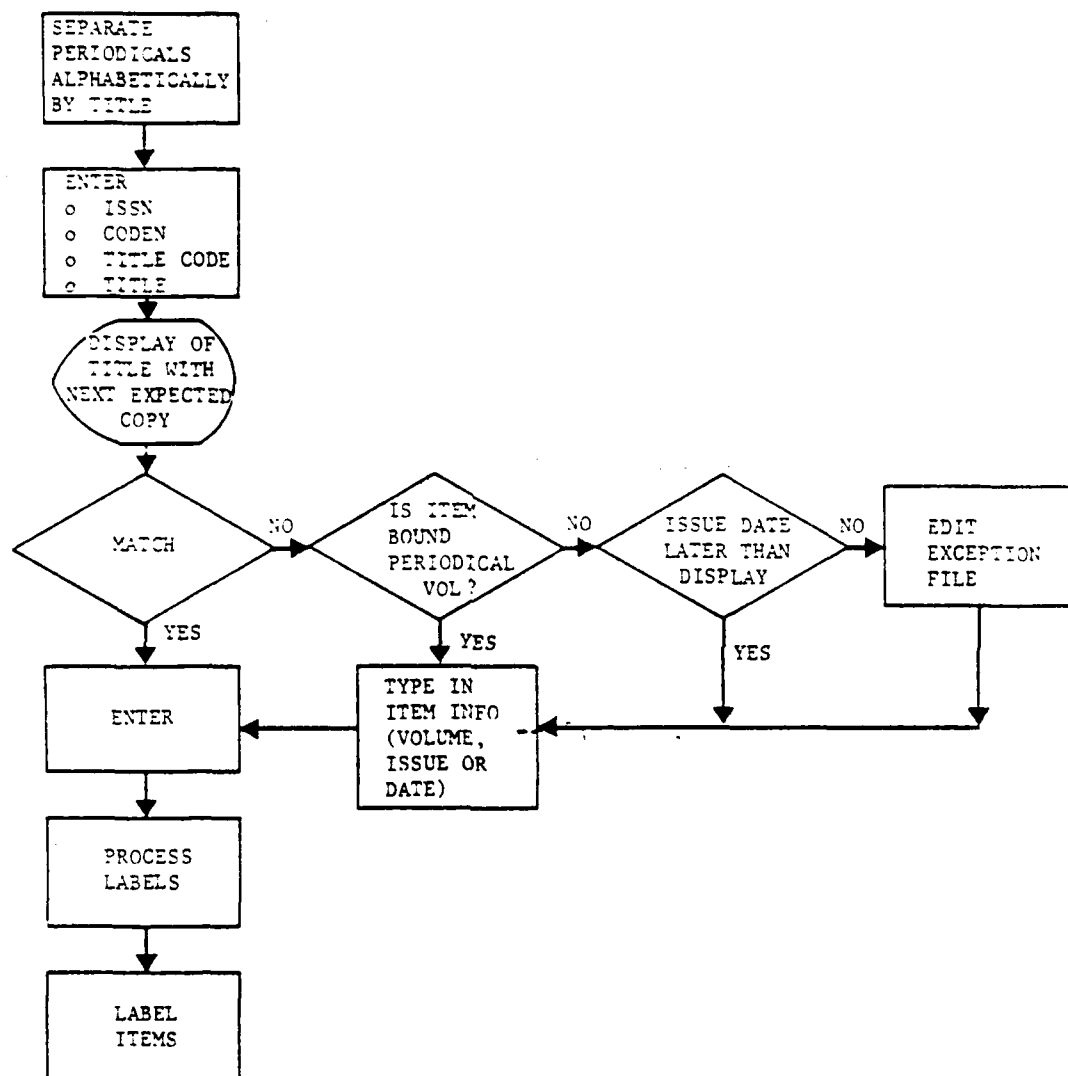 SEPARATE
PERIODICALS
ALPHABETICALLY
BY TITLE
ENTER
o ISSN
o CODEN
o TITLE CODE
o TITLE
DISPLAY OF
TITLE WITH
NEXT EXPECTED
COPY
MATCH
NO
IS ITEM
BOUND
PERIODICAL
VOL?
NO
ISSUE DATE
LATER THAN
DISPLAY
NO
EDIT
EXCEPTION
FILE
YES
YES
YES
ENTER
TYPE IN
ITEM INFO
(VOLUME,
ISSUE OR
DATE)
PROCESS
LABELS
LABEL
ITEMS